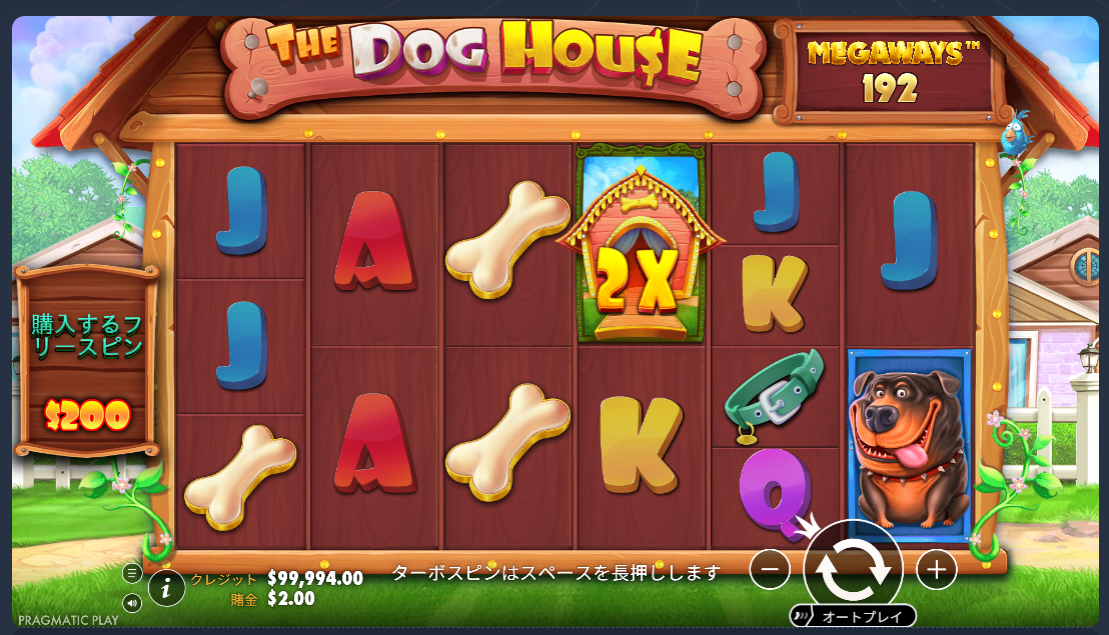 THE DOG HOU$E
MEGAWAYS™
192
J
J
A
J
2X
K
購入するフ
リースピン
J
$200
A
K
Q
クレジット $99,994.00
賭金 $2.00
ターボスピンはスペースを長押しします
i
オートプレイ
PRAGMATIC PLAY